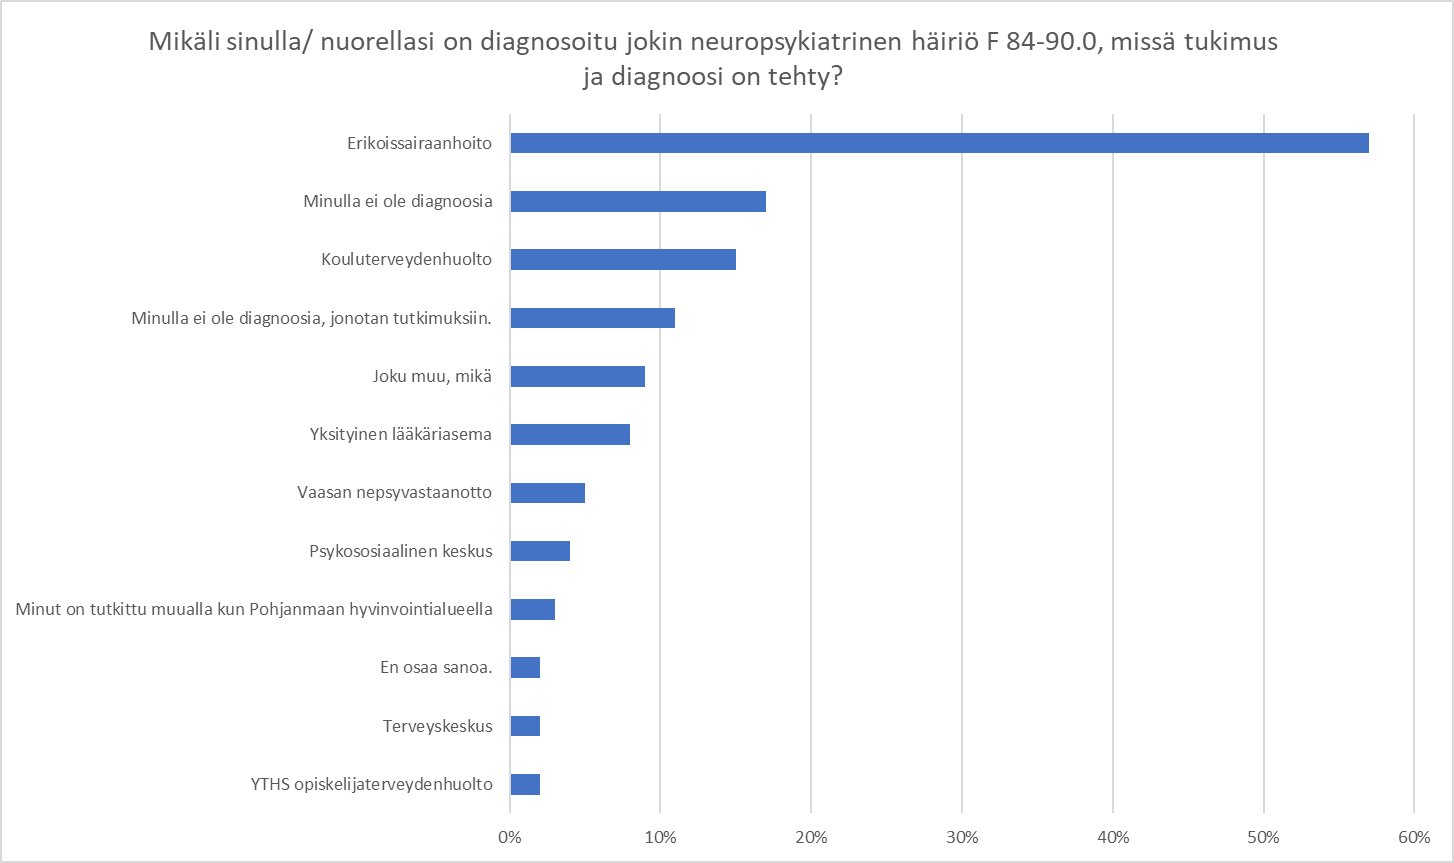 Mikäli sinulla/ nuorellasi on diagnosoitu jokin neuropsykiatrinen häiriö F 84-90.0, missä tukimus
ja diagnoosi on tehty?
Erikoissairaanhoito
Minulla ei ole diagnoosia
Kouluterveydenhuolto
Minulla ei ole diagnoosia, jonotan tutkimuksiin.
Joku muu, mikä
Yksityinen lääkäriasema
Vaasan nepsyvastaanotto
Psykososiaalinen keskus
Minut on tutkittu muualla kun Pohjanmaan hyvinvointialueella
En osaa sanoa.
Terveyskeskus
YTHS opiskelijaterveydenhuolto
0% 10% 20% 30% 40% 50% 60%